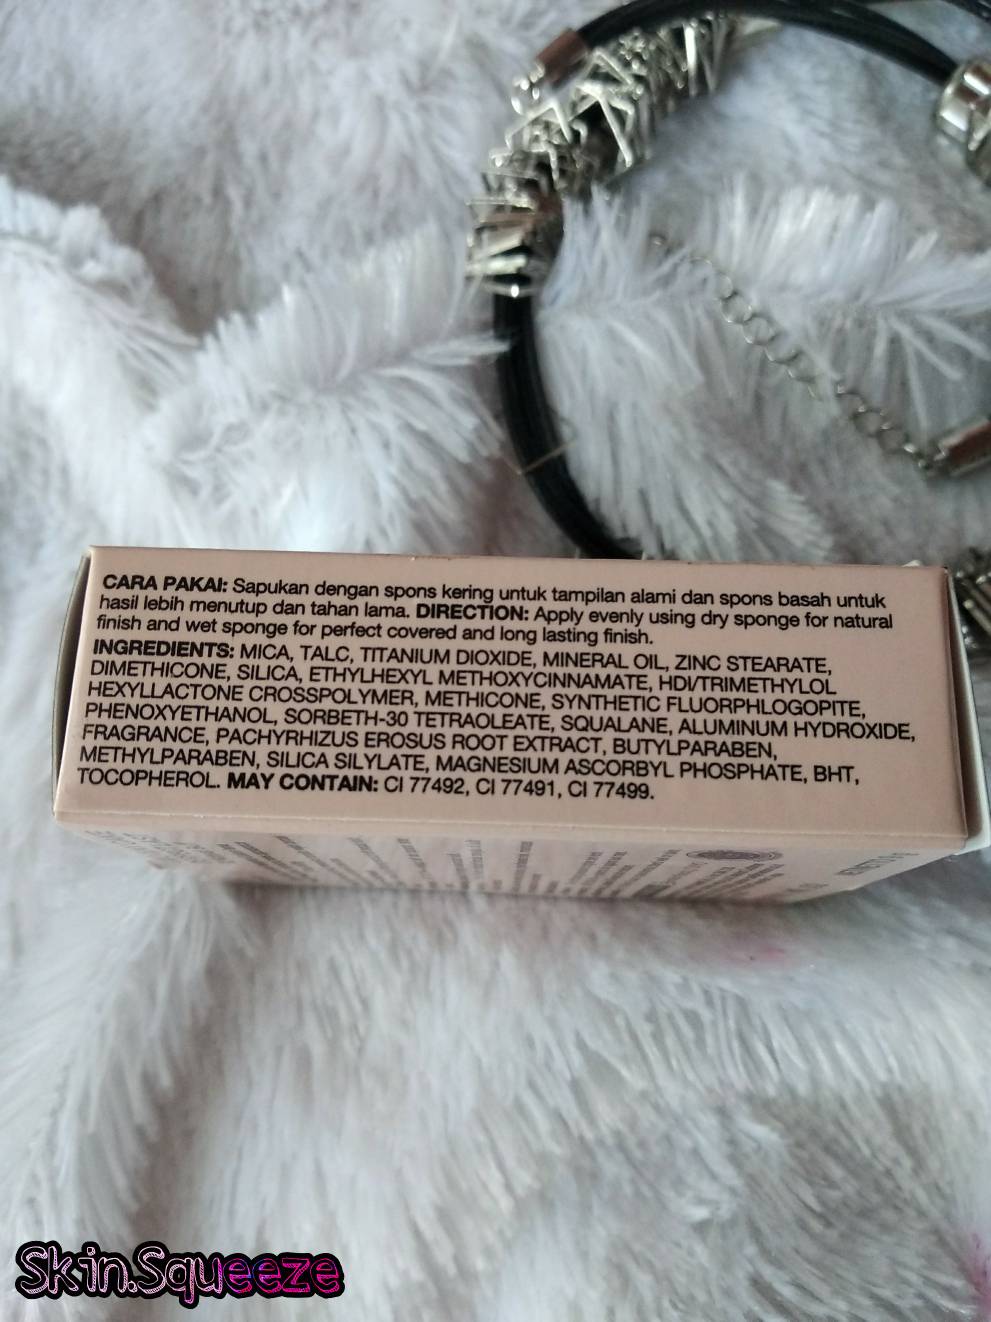 CARA PAKAI: Sapukan dengan spons kering untuk tampilan alami dan spons basah untuk
hasil lebih menutup dan tahan lama. DIRECTION: Apply evenly using dry sponge for natural
finish and wet sponge for perfect covered and long lasting finish.
INGREDIENTS: MICA, TALC, TITANIUM DIOXIDE, MINERAL OIL, ZINC STEARATE,
DIMETHICONE, SILICA, ETHYLHEXYL METHOXYCINNAMATE, HDI/TRIMETHYLOL
HEXYLLACTONE CROSSPOLYMER, METHICONE, SYNTHETIC FLUORPHLOGOPITE,
PHENOXYETHANOL, SORBETH-30 TETRAOLEATE, SQUALANE, ALUMINUM HYDROXIDE,
FRAGRANCE, PACHYRHIZUS EROSUS ROOT EXTRACT, BUTYLPARABEN,
METHYLPARABEN, SILICA SILYLATE, MAGNESIUM ASCORBYL PHOSPHATE, BHT,
TOCOPHEROL. MAY CONTAIN: CI 77492, CI 77491, CI 77499.
Skin.Squeeze